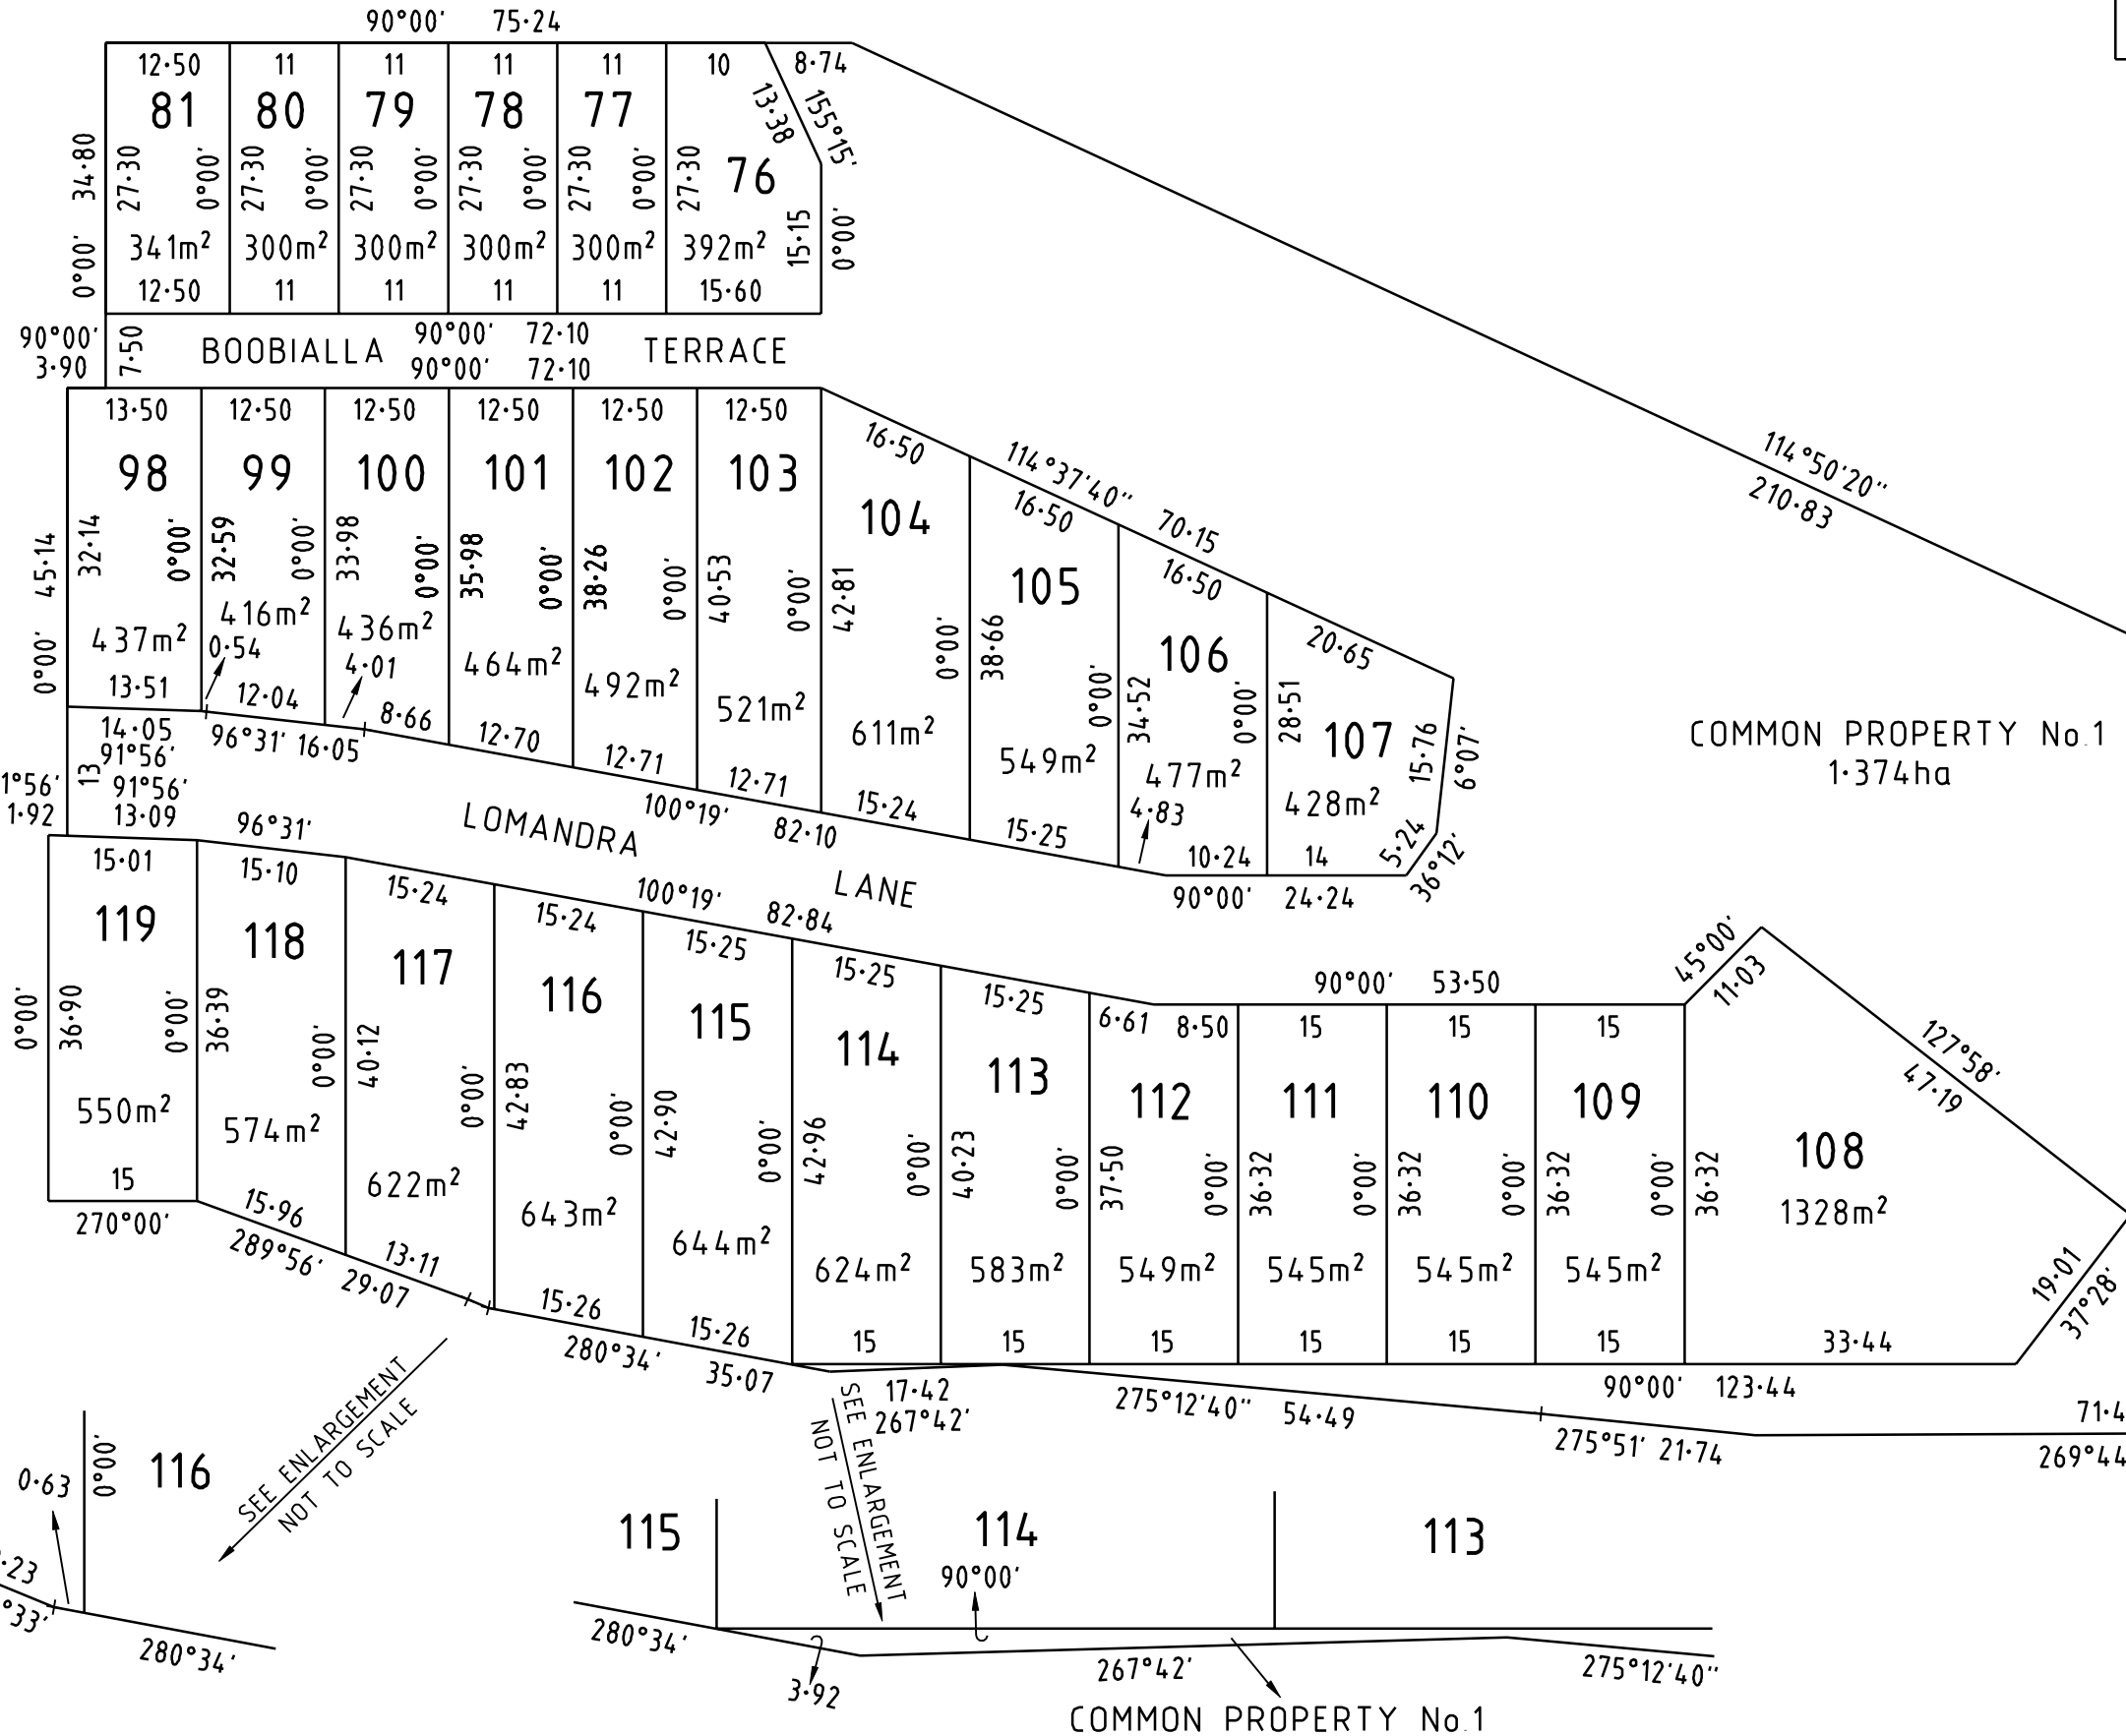 90°00' 75·24
12·50 11 11 11 11 10 8·74
81 80 79 78 77 76
13·38 155°15'
34·80 0°00'
27·30 0°00' 27·30 0°00' 27·30 0°00' 27·30 0°00' 27·30 0°00' 27·30 15·15 0°00'
341m² 300m² 300m² 300m² 300m² 392m²
12·50 11 11 11 11 15·60
90°00'
3·90
7·50
BOOBIALLA TERRACE
90°00' 72·10
90°00' 72·10
13·50 12·50 12·50 12·50 12·50 12·50 16·50
98 99 100 101 102 103 104
114°37'40" 70·15
16·50
105
16·50
106
20·65
107
114°50'20"
210·83
45·14 0°00'
32·14 0°00' 32·59 0°00' 33·98 0°00' 35·98 0°00' 38·26 0°00' 40·53 0°00' 42·81 0°00' 38·66 0°00' 34·52 0°00' 28·51 15·76 6°07'
437m² 416m² 436m² 464m² 492m² 521m² 611m² 549m² 477m² 428m²
0·54 4·01
13·51 12·04 8·66 12·70 12·71 12·71 15·24 15·25 4·83 10·24 14 5·24 36°12'
COMMON PROPERTY No.1
1·374ha
14·05
91°56'
96°31' 16·05
13
91°56'
13·09
1°56'
1·92
96°31'
LOMANDRA LANE
100°19' 82·10
100°19' 82·84
90°00' 24·24
15·01 15·10 15·24 15·24 15·25 15·25 15·25 6·61 8·50 15 15 15
90°00' 53·50
45°00'
11·03
127°58'
47·19
119 118 117 116 115 114 113 112 111 110 109 108
0°00' 36·90 0°00' 36·39 0°00' 40·12 0°00' 42·83 0°00' 42·90 0°00' 42·96 0°00' 40·23 0°00' 37·50 0°00' 36·32 0°00' 36·32 0°00' 36·32 0°00' 36·32
550m² 574m² 622m² 643m² 644m² 624m² 583m² 549m² 545m² 545m² 545m² 1328m²
19·01
37°28'
15 15·96 13·11 15·26 15·26 15 15 15 15 15 15 33·44
270°00'
289°56' 29·07
280°34' 35·07
17·42
267°42'
275°12'40" 54·49
90°00' 123·44
275°51' 21·74
71·4
269°44
SEE ENLARGEMENT
NOT TO SCALE
SEE ENLARGEMENT
NOT TO SCALE
0·63
0°00'
116
·23
°33'
280°34'
115 114 113
90°00'
280°34'
3·92
267°42'
275°12'40"
COMMON PROPERTY No.1